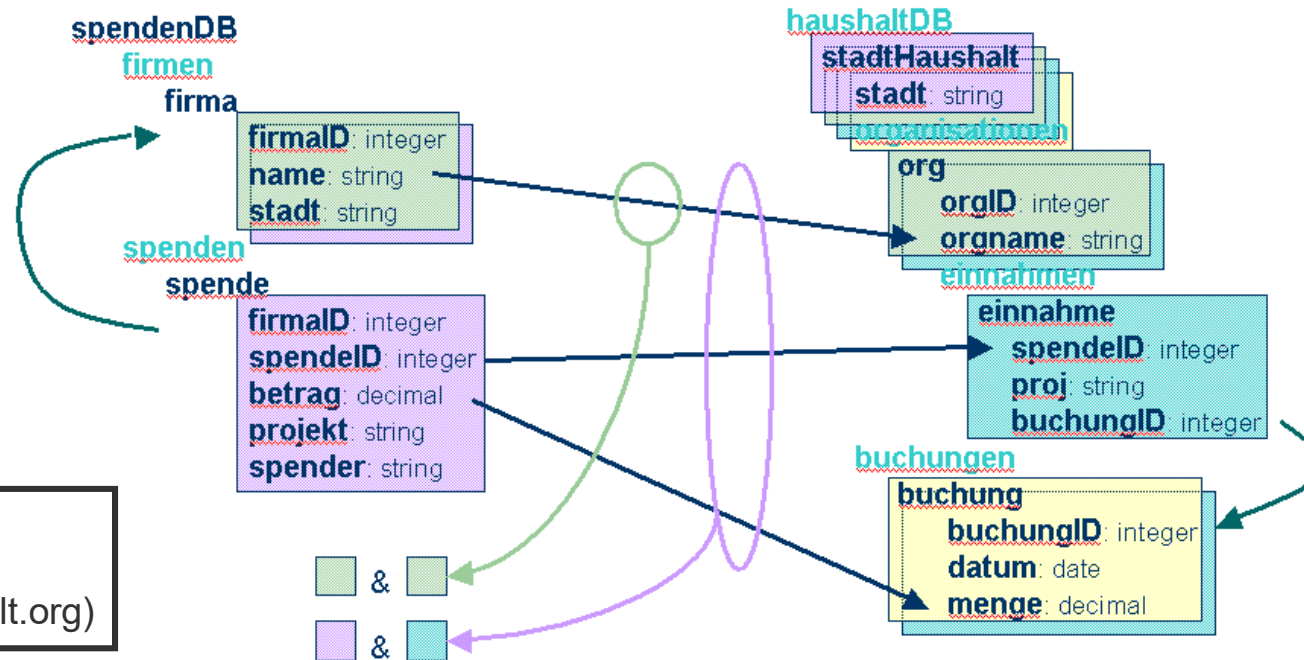 spendenDB
firmen
firma
firmaID: integer
name: string
stadt: string
spenden
spende
firmaID: integer
spendeID: integer
betrag: decimal
projekt: string
spender: string
haushaltDB
stadtHaushalt
stadt: string
organisationen
org
orgID: integer
orgname: string
einnahmen
einnahme
spendeID: integer
proj: string
buchungID: integer
buchungen
buchung
buchungID: integer
datum: date
menge: decimal
lt.org)
&
&